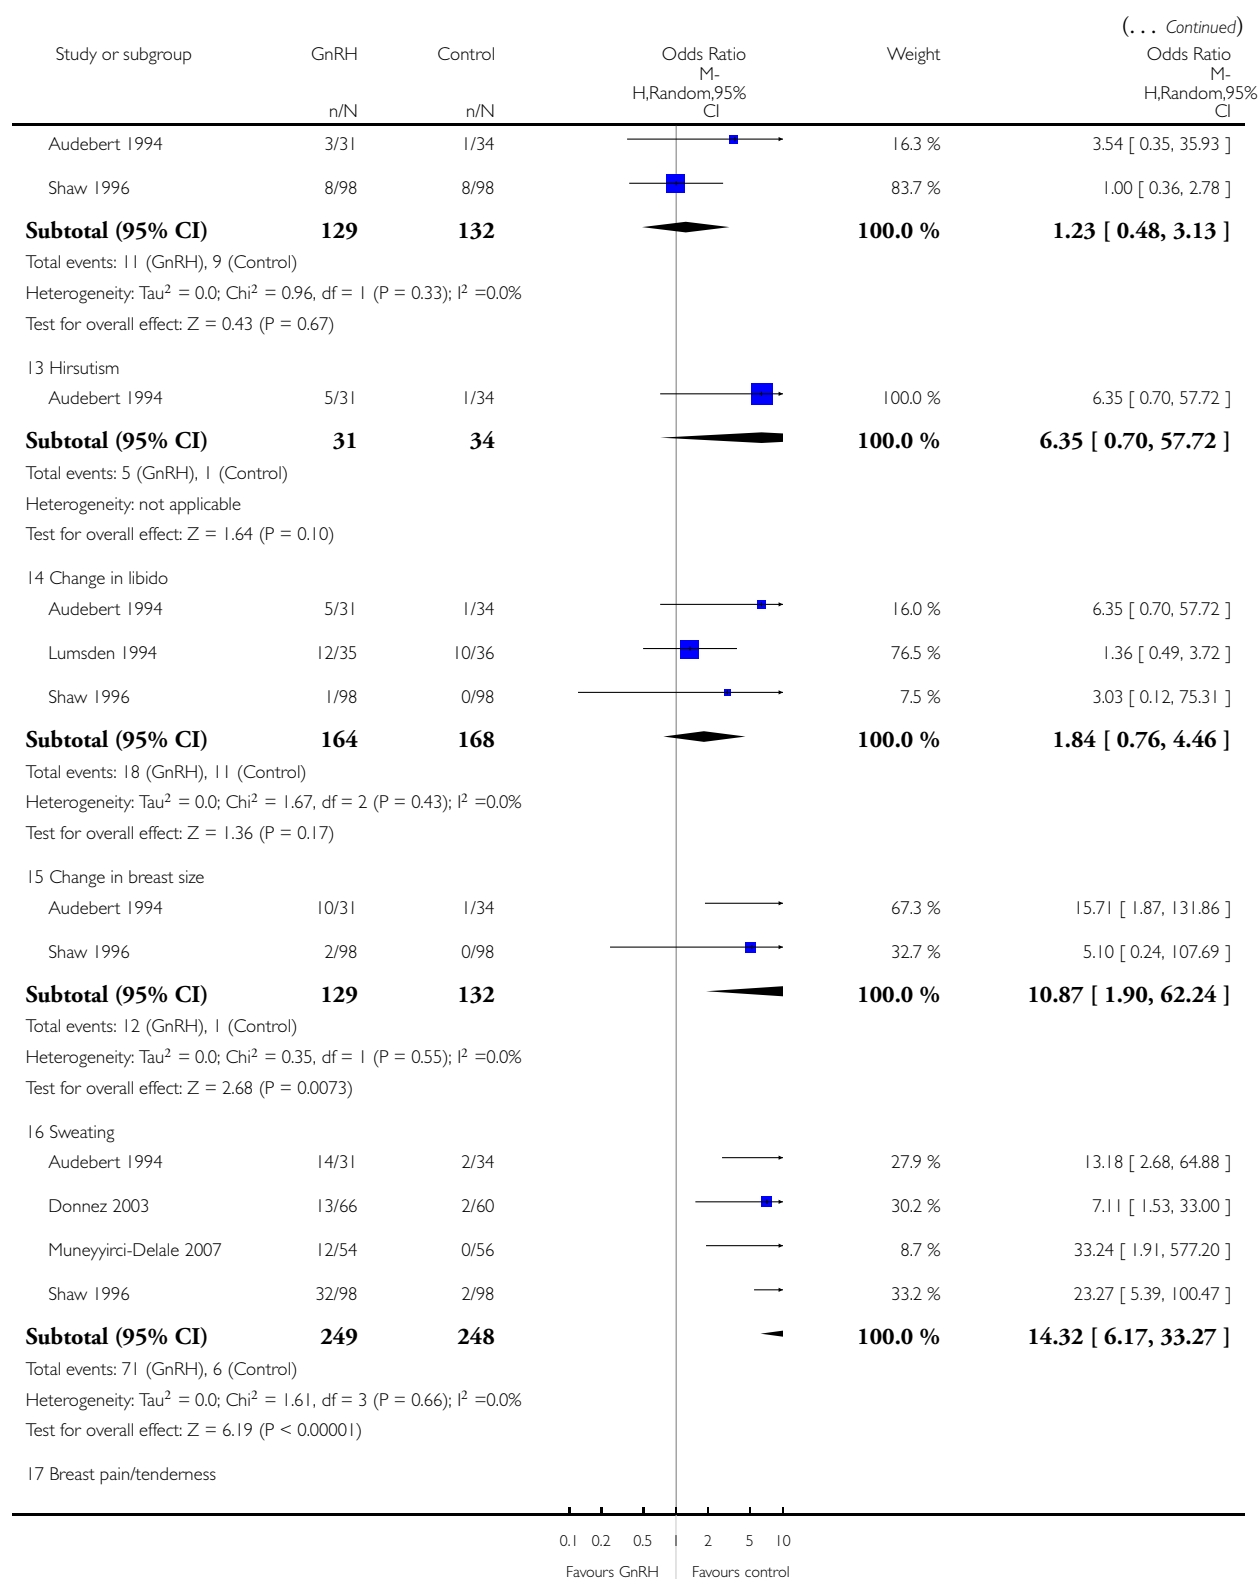 (... Continued)
Study or subgroup GnRH Control Odds Ratio Weight Odds Ratio
M- M-
H,Random,95% H,Random,95%
n/N n/N CI CI
Audebert 1994 3/31 1/34 16.3 % 3.54 [ 0.35, 35.93 ]
Shaw 1996 8/98 8/98 83.7 % 1.00 [ 0.36, 2.78 ]
Subtotal (95% CI) 129 132 100.0 % 1.23 [ 0.48, 3.13 ]
Total events: 11 (GnRH), 9 (Control)
Heterogeneity: Tau² = 0.0; Chi² = 0.96, df = 1 (P = 0.33); I² =0.0%
Test for overall effect: Z = 0.43 (P = 0.67)
13 Hirsutism
Audebert 1994 5/31 1/34 100.0 % 6.35 [ 0.70, 57.72 ]
Subtotal (95% CI) 31 34 100.0 % 6.35 [ 0.70, 57.72 ]
Total events: 5 (GnRH), 1 (Control)
Heterogeneity: not applicable
Test for overall effect: Z = 1.64 (P = 0.10)
14 Change in libido
Audebert 1994 5/31 1/34 16.0 % 6.35 [ 0.70, 57.72 ]
Lumsden 1994 12/35 10/36 76.5 % 1.36 [ 0.49, 3.72 ]
Shaw 1996 1/98 0/98 7.5 % 3.03 [ 0.12, 75.31 ]
Subtotal (95% CI) 164 168 100.0 % 1.84 [ 0.76, 4.46 ]
Total events: 18 (GnRH), 11 (Control)
Heterogeneity: Tau² = 0.0; Chi² = 1.67, df = 2 (P = 0.43); I² =0.0%
Test for overall effect: Z = 1.36 (P = 0.17)
15 Change in breast size
Audebert 1994 10/31 1/34 67.3 % 15.71 [ 1.87, 131.86 ]
Shaw 1996 2/98 0/98 32.7 % 5.10 [ 0.24, 107.69 ]
Subtotal (95% CI) 129 132 100.0 % 10.87 [ 1.90, 62.24 ]
Total events: 12 (GnRH), 1 (Control)
Heterogeneity: Tau² = 0.0; Chi² = 0.35, df = 1 (P = 0.55); I² =0.0%
Test for overall effect: Z = 2.68 (P = 0.0073)
16 Sweating
Audebert 1994 14/31 2/34 27.9 % 13.18 [ 2.68, 64.88 ]
Donnez 2003 13/66 2/60 30.2 % 7.11 [ 1.53, 33.00 ]
Muneyyirci-Delale 2007 12/54 0/56 8.7 % 33.24 [ 1.91, 577.20 ]
Shaw 1996 32/98 2/98 33.2 % 23.27 [ 5.39, 100.47 ]
Subtotal (95% CI) 249 248 100.0 % 14.32 [ 6.17, 33.27 ]
Total events: 71 (GnRH), 6 (Control)
Heterogeneity: Tau² = 0.0; Chi² = 1.61, df = 3 (P = 0.66); I² =0.0%
Test for overall effect: Z = 6.19 (P < 0.00001)
17 Breast pain/tenderness
0.1 0.2 0.5 1 2 5 10
Favours GnRH Favours control